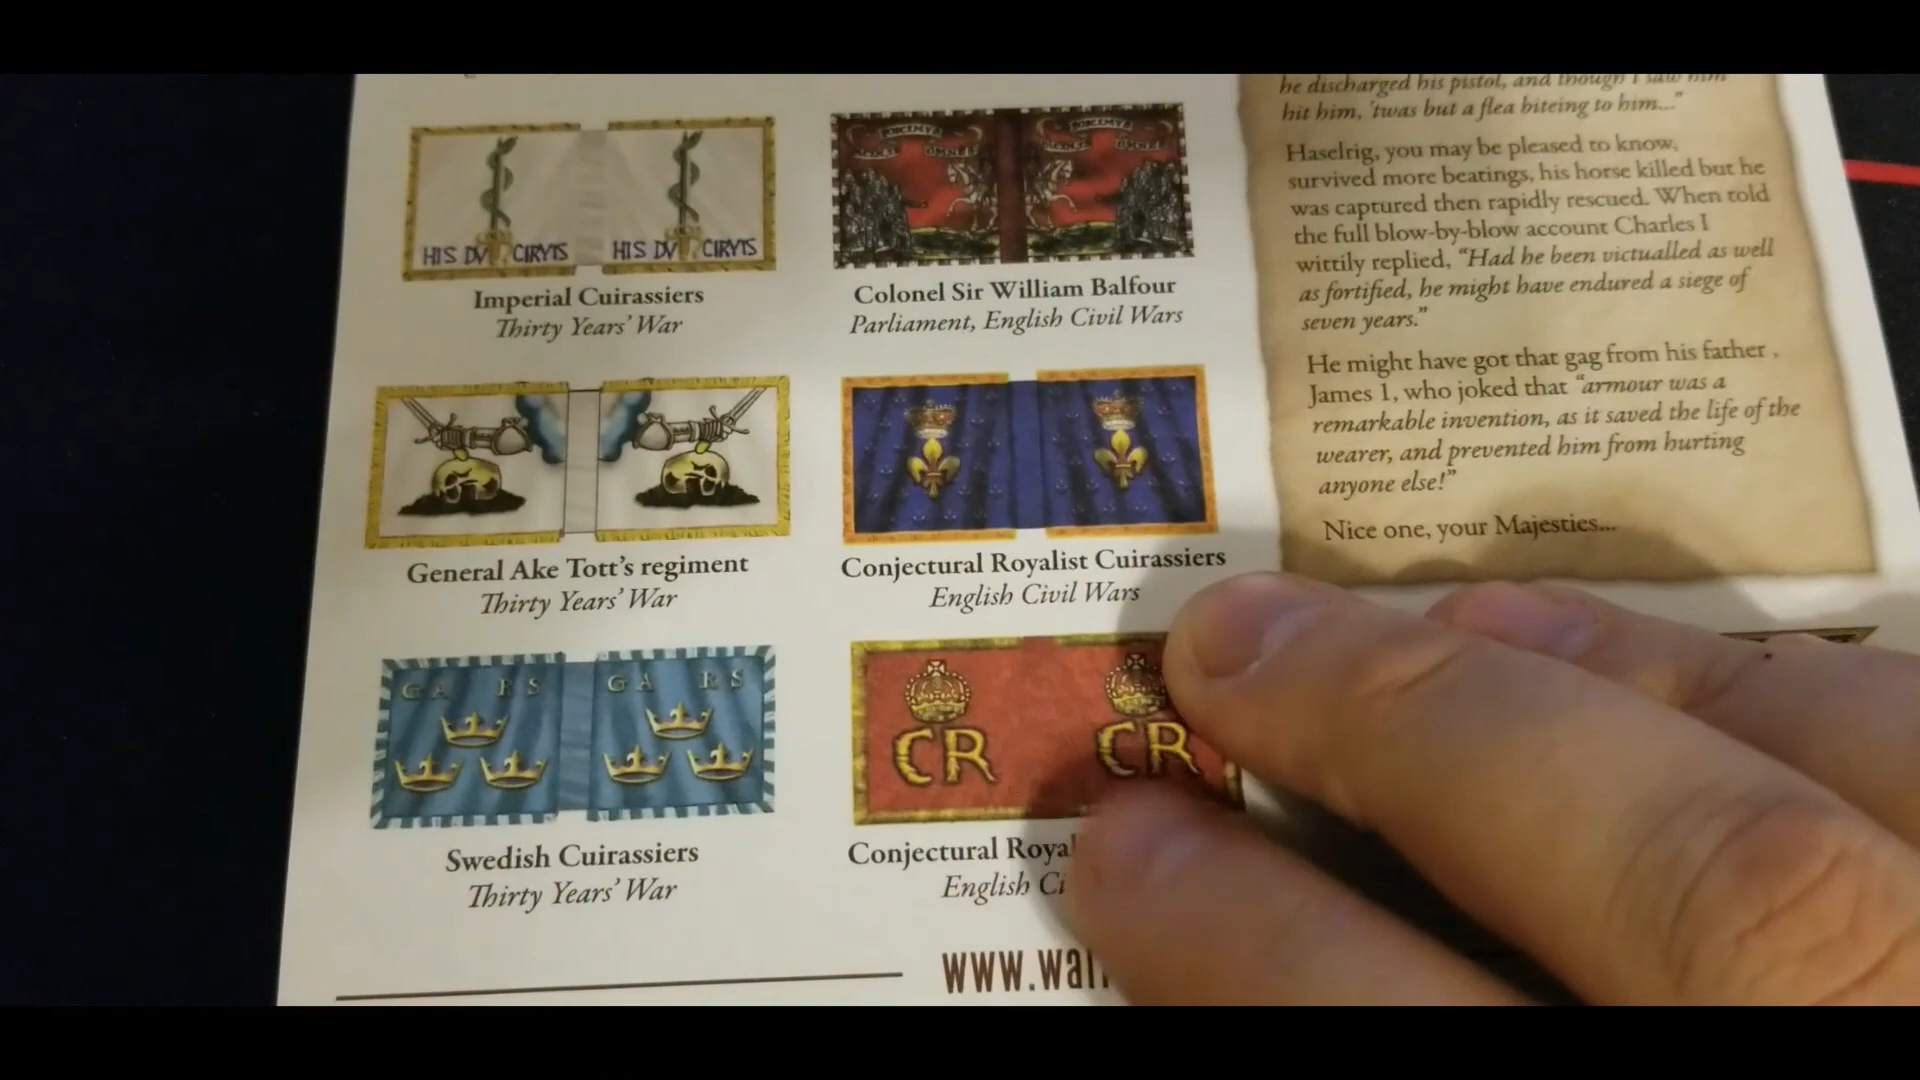 HIS DV CIRVTS HIS DV CIRVTS
Imperial Cuirassiers
Thirty Years' War
Colonel Sir William Balfour
Parliament, English Civil Wars
General Ake Tott's regiment
Thirty Years' War
Conjectural Royalist Cuirassiers
English Civil Wars
GA RS GA RS
Swedish Cuirassiers
Thirty Years' War
CR CR
Conjectural
English
www.
he discharged his pistol, and though I saw him
hit him, 'twas but a flea biteing to him..."
Haselrig, you may be pleased to know,
survived more beatings, his horse killed but he
was captured then rapidly rescued. When told
the full blow-by-blow account Charles I
wittily replied, "Had he been victualled as well
as fortified, he might have endured a siege of
seven years."
He might have got that gag from his father .
James 1, who joked that "armour was a
remarkable invention, as it saved the life of the
wearer, and prevented him from hurting
anyone else!"
Nice one, your Majesties...